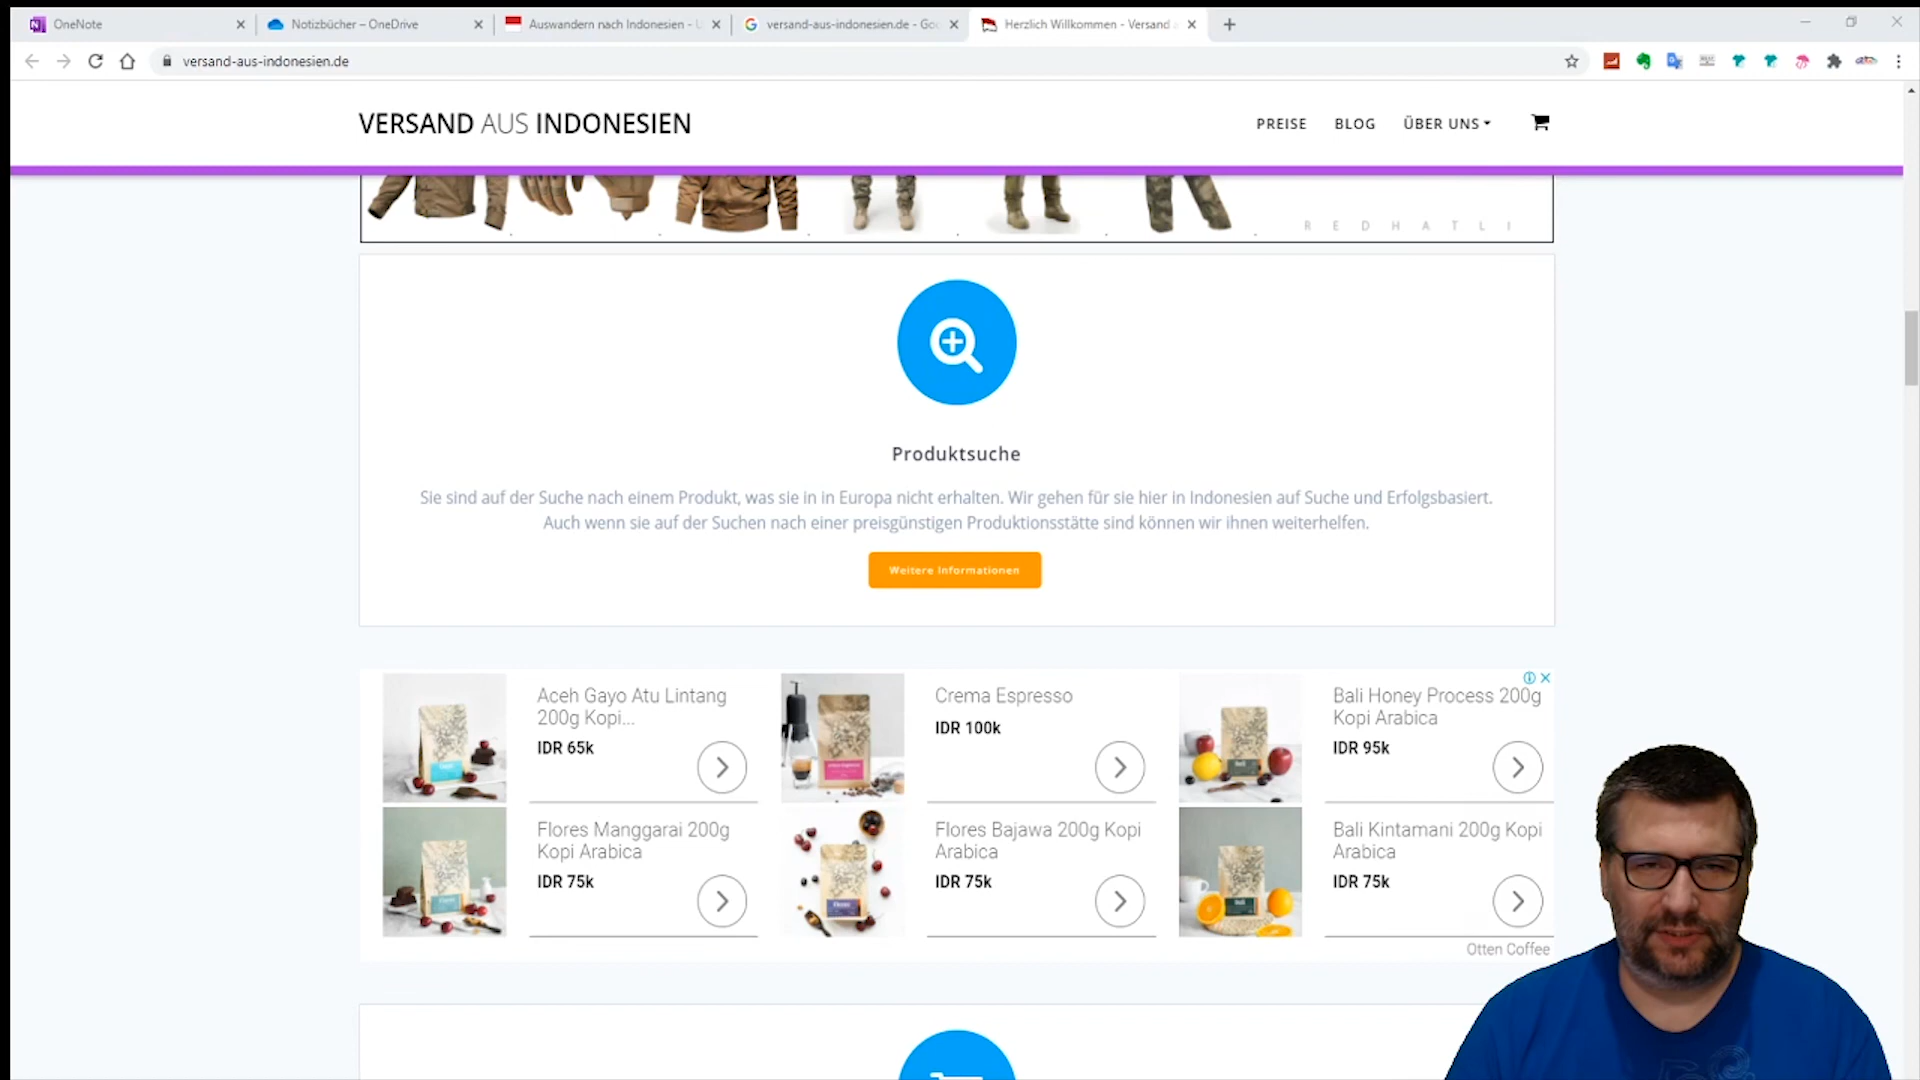 OneNote
Notizbücher – OneDrive
Auswandern nach Indonesien -
versand-aus-indonesien.de - Goo
Herzlich Willkommen - Versand
versand-aus-indonesien.de
VERSAND AUS INDONESIEN
PREISE
BLOG
ÜBER UNS
REDHATLI
Produktsuche
Sie sind auf der Suche nach einem Produkt, was sie in in Europa nicht erhalten. Wir gehen für sie hier in Indonesien auf Suche und Erfolgsbasiert.
Auch wenn sie auf der Suchen nach einer preisgünstigen Produktionsstätte sind können wir ihnen weiterhelfen.
Weitere Informationen
Aceh Gayo Atu Lintang
200g Kopi...
IDR 65k
Crema Espresso
IDR 100k
Bali Honey Process 200g
Kopi Arabica
IDR 95k
Flores Manggarai 200g
Kopi Arabica
IDR 75k
Flores Bajawa 200g Kopi
Arabica
IDR 75k
Bali Kintamani 200g Kopi
Arabica
IDR 75k
Otten Coffee